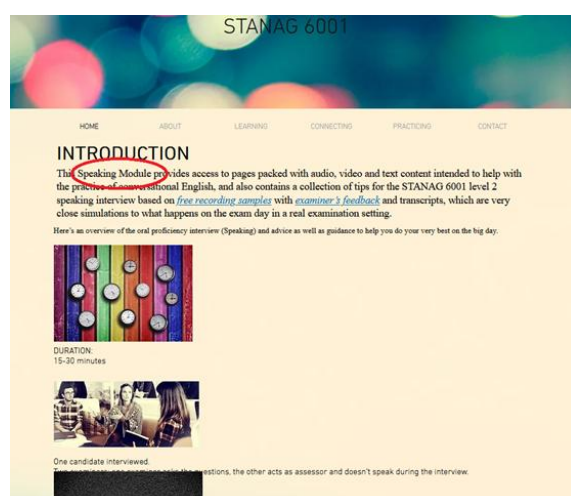 STANAG 6001
HOME ABOUT LEARNING CONNECTING PRACTICING CONTACT
INTRODUCTION
This Speaking Module provides access to pages packed with audio, video and text content intended to help with
the practice of conversational English, and also contains a collection of tips for the STANAG 6001 level 2
speaking interview based on free recording samples with examiner's feedback and transcripts, which are very
close simulations to what happens on the exam day in a real examination setting.
Here's an overview of the oral proficiency interview (Speaking) and advice as well as guidance to help you do your very best on the big day.
DURATION:
15-30 minutes
One candidate interviewed.
Two examiners: one examiner asks the questions, the other acts as assessor and doesn't speak during the interview.